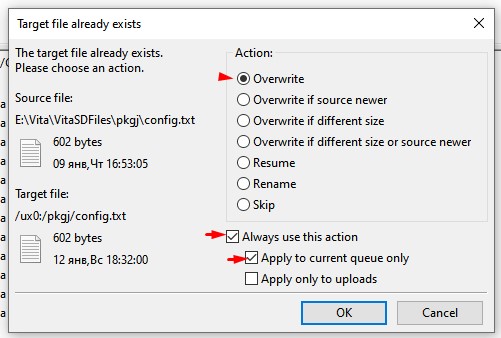 Target file already exists
The target file already exists.
Please choose an action.
Source file:
E:\Vita\VitaSDFiles\pkgj\config.txt
602 bytes
09 янв,Чт 16:53:05
Target file:
/ux0:/pkgj/config.txt
602 bytes
12 янв,Вс 18:32:00
Action:
Overwrite
Overwrite if source newer
Overwrite if different size
Overwrite if different size or source newer
Resume
Rename
Skip
Always use this action
Apply to current queue only
Apply only to uploads
OK
Cancel